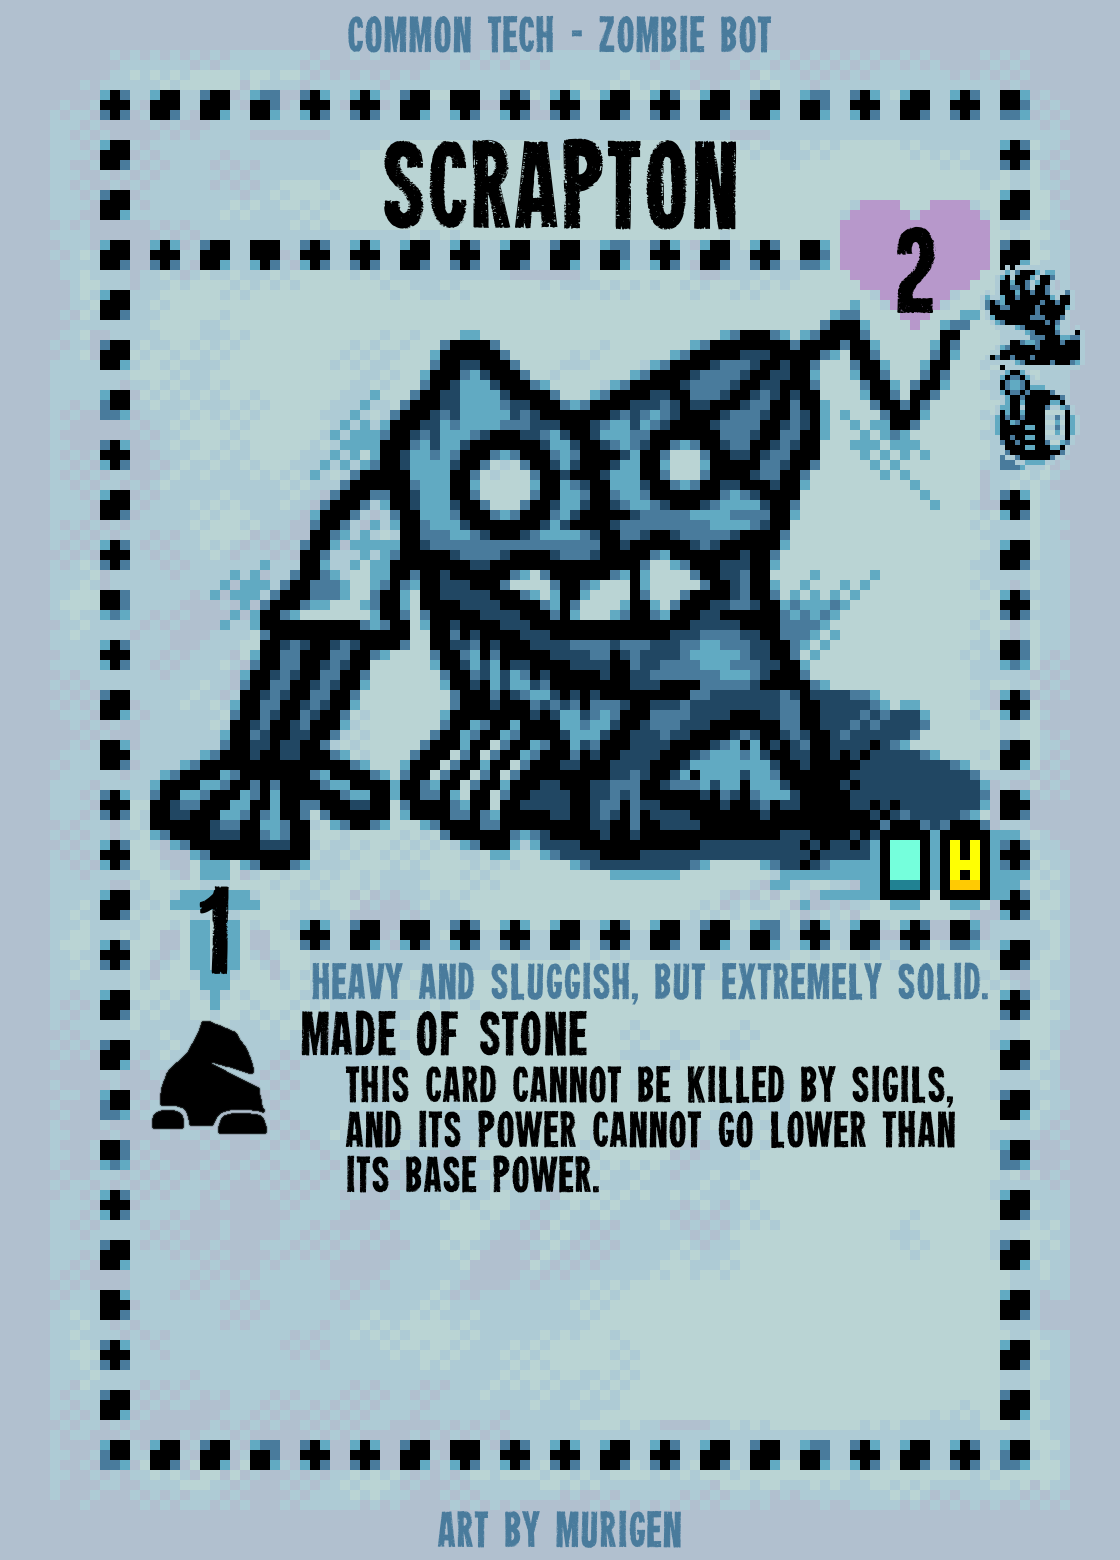 COMMON TECH - ZOMBIE BOT
SCRAPTON
2
1
HEAVY AND SLUGGISH, BUT EXTREMELY SOLID.
MADE OF STONE
THIS CARD CANNOT BE KILLED BY SIGILS,
AND ITS POWER CANNOT GO LOWER THAN
ITS BASE POWER.
ART BY MURIGEN